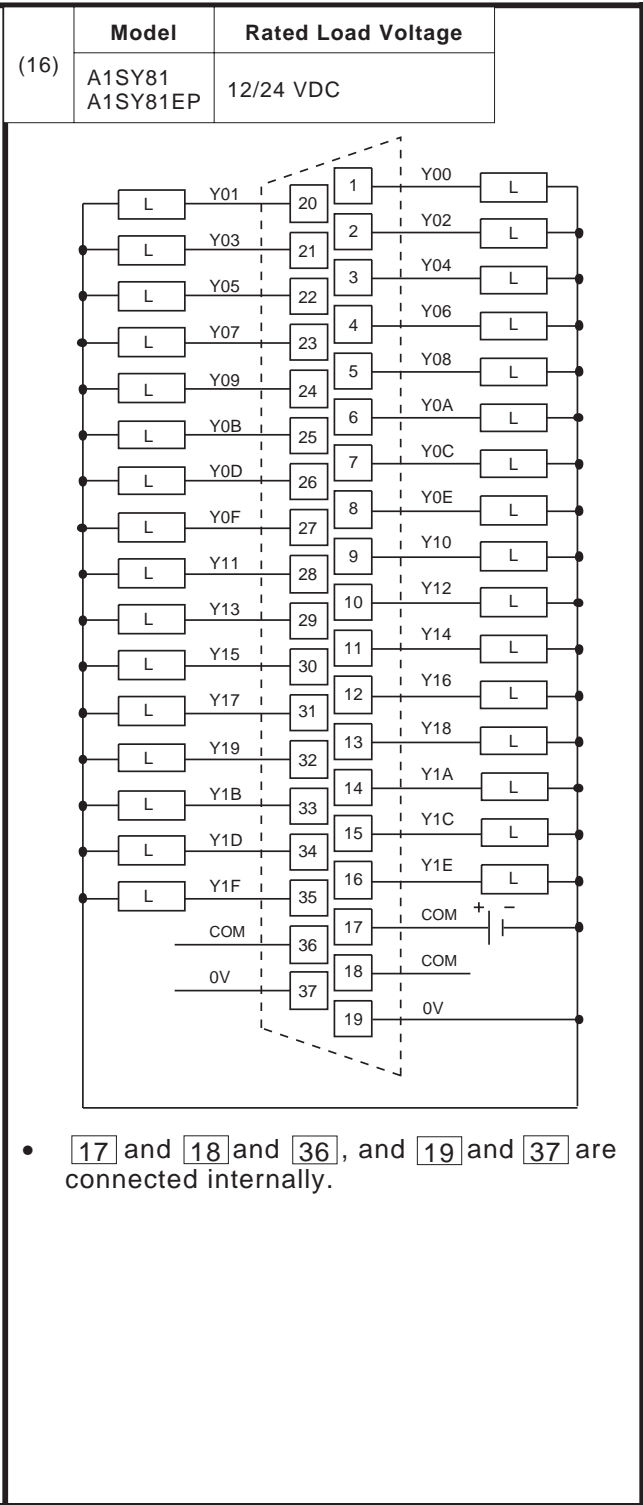 (16)
Model Rated Load Voltage
A1SY81
A1SY81EP
12/24 VDC
1 Y00 L
L Y01 20
2 Y02 L
L Y03 21
3 Y04 L
L Y05 22
4 Y06 L
L Y07 23
5 Y08 L
L Y09 24
6 Y0A L
L Y0B 25
7 Y0C L
L Y0D 26
8 Y0E L
L Y0F 27
9 Y10 L
L Y11 28
10 Y12 L
L Y13 29
11 Y14 L
L Y15 30
12 Y16 L
L Y17 31
13 Y18 L
L Y19 32
14 Y1A L
L Y1B 33
15 Y1C L
L Y1D 34
16 Y1E L
L Y1F 35
17 COM + −
COM 36
18 COM
0V 37
19 0V
• 17 and 18 and 36, and 19 and 37 are
connected internally.